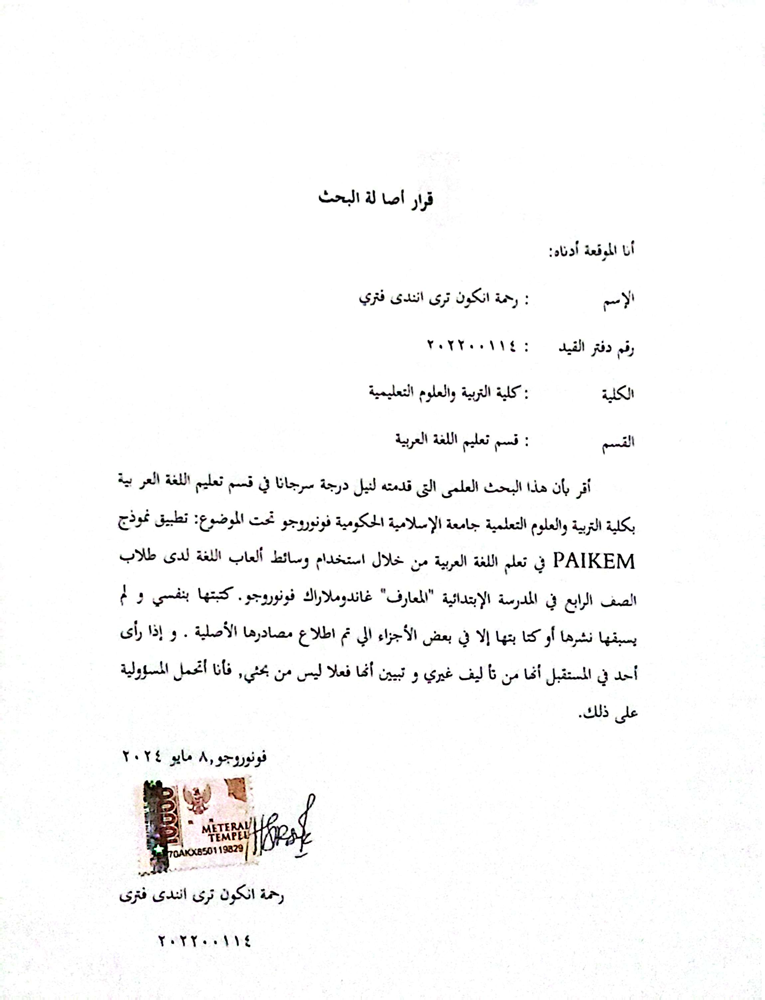 قرار أصا لة البحث
أنا الموقعة أدناه:
الإسم : رحمة انكون ترى انندى فتري
رقم دفتر القيد : ٢٠٢٢٠٠١١٤
الكلية : كلية التربية والعلوم التعليمية
القسم : قسم تعليم اللغة العربية
أقر بأن هذا البحث العلمى التى قدمته لنيل درجة سرجانا في قسم تعليم اللغة العر بية
بكلية التربية والعلوم التعلمية جامعة الإسلامية الحكومية فونوروجو تحت الموضوع: تطبيق نموذج
PAIKEM في تعلم اللغة العربية من خلال استخدام وسائط ألعاب اللغة لدى طلاب
الصف الرابع في المدرسة الإبتدائية "المعارف" غاندوملاراك فونوروجو. كتبتها بنفسي و لم
يسبقها نشرها أو كتا بتها إلا في بعض الأجزاء الي تم اطلاع مصادرها الأصلية . و إذا رأى
أحد في المستقبل أنها من تأ ليف غيري و تبيين أنها فعلا ليس من بحثي, فأنا أتحمل المسؤولية
على ذلك.
فونوروجو,٨ مايو ٢٠٢٤
10000
METERAI
TEMPEL
70AKX850119829
رحمة انكون ترى انندى فترى
٢٠٢٢٠٠١١٤